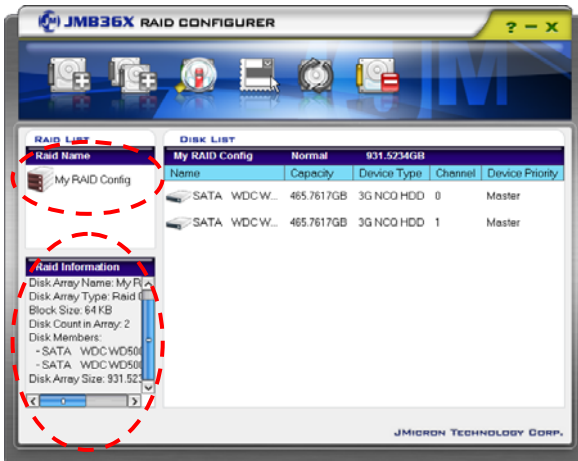 JMB36X RAID CONFIGURER
? – X
RAID LIST
Raid Name
My RAID Config
DISK LIST
My RAID Config Normal 931.5234GB
Name Capacity Device Type Channel Device Priority
SATA WDC W... 465.7617GB 3G NCQ HDD 0 Master
SATA WDC W... 465.7617GB 3G NCQ HDD 1 Master
Raid Information
Disk Array Name: My
Disk Array Type: Raid
Block Size: 64 KB
Disk Count in Array: 2
Disk Members:
- SATA WDC WD50
- SATA WDC WD50
Disk Array Size: 931.52
JMICRON TECHNOLOGY CORP.